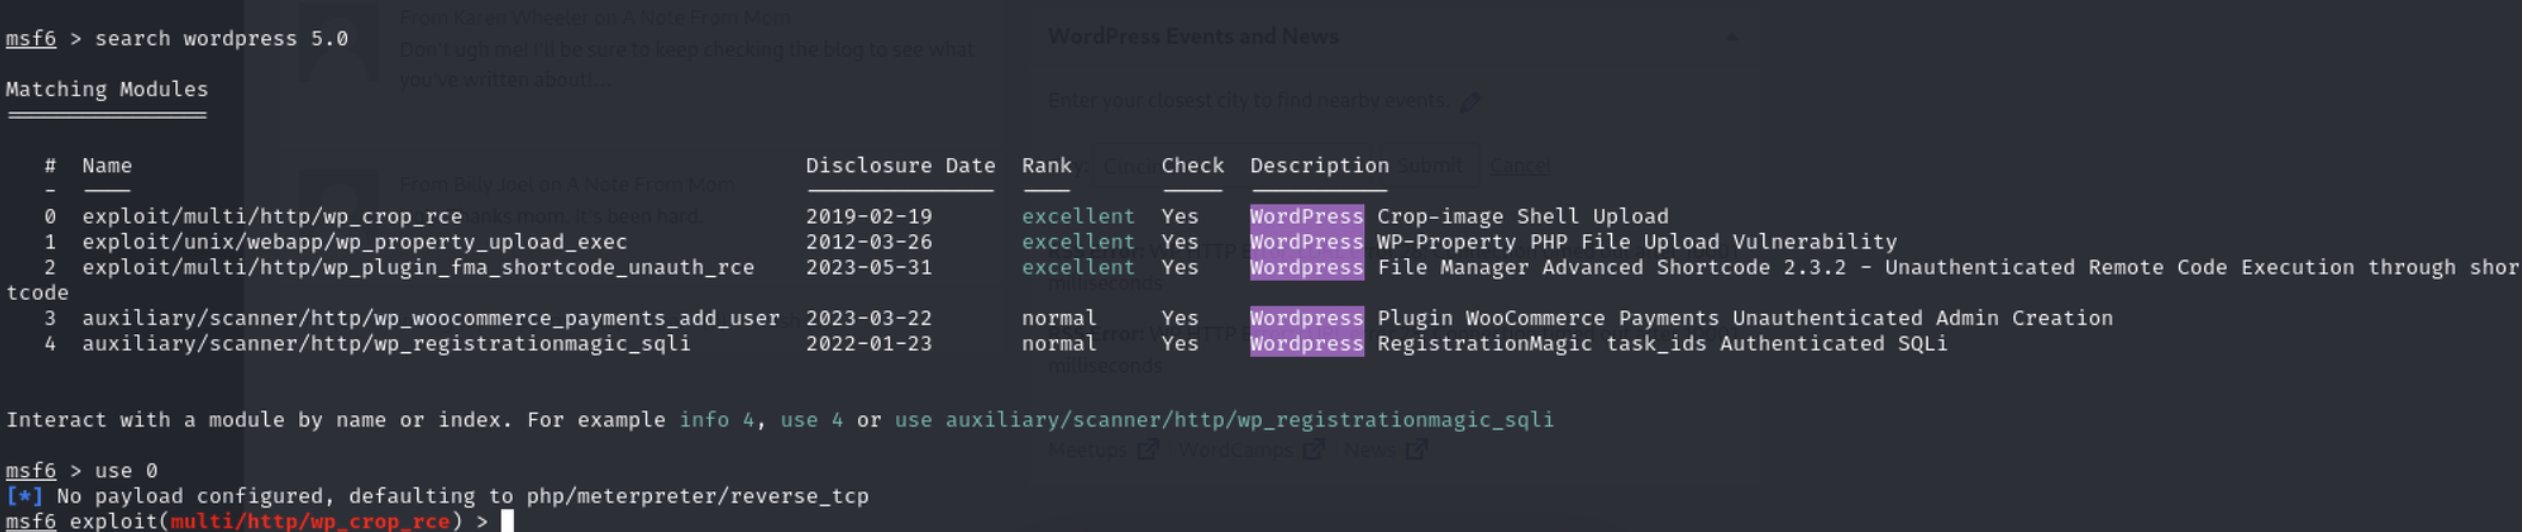 msf6 > search wordpress 5.0
From Karen Wheeler on A Note From Mom
Don't ugh me! I'll be sure to keep checking the blog to see what
you've written about!...
WordPress Events and News
Enter your closest city to find nearby events.
Matching Modules
From Billy Joel on A Note From Mom
Thanks mom. It's been hard.
Submit Cancel
# Name Disclosure Date Rank Check Description
0 exploit/multi/http/wp_crop_rce 2019-02-19 excellent Yes WordPress Crop-image Shell Upload
1 exploit/unix/webapp/wp_property_upload_exec 2012-03-26 excellent Yes WordPress WP-Property PHP File Upload Vulnerability
2 exploit/multi/http/wp_plugin_fma_shortcode_unauth_rce 2023-05-31 excellent Yes Wordpress File Manager Advanced Shortcode 2.3.2 - Unauthenticated Remote Code Execution through shor
tcode
milliseconds
3 auxiliary/scanner/http/wp_woocommerce_payments_add_user 2023-03-22 normal Yes Wordpress Plugin WooCommerce Payments Unauthenticated Admin Creation
4 auxiliary/scanner/http/wp_registrationmagic_sqli 2022-01-23 normal Yes Wordpress RegistrationMagic task_ids Authenticated SQLi
milliseconds
Interact with a module by name or index. For example info 4, use 4 or use auxiliary/scanner/http/wp_registrationmagic_sqli
Meetups WordCamps News
msf6 > use 0
[*] No payload configured, defaulting to php/meterpreter/reverse_tcp
msf6 exploit(multi/http/wp_crop_rce) >